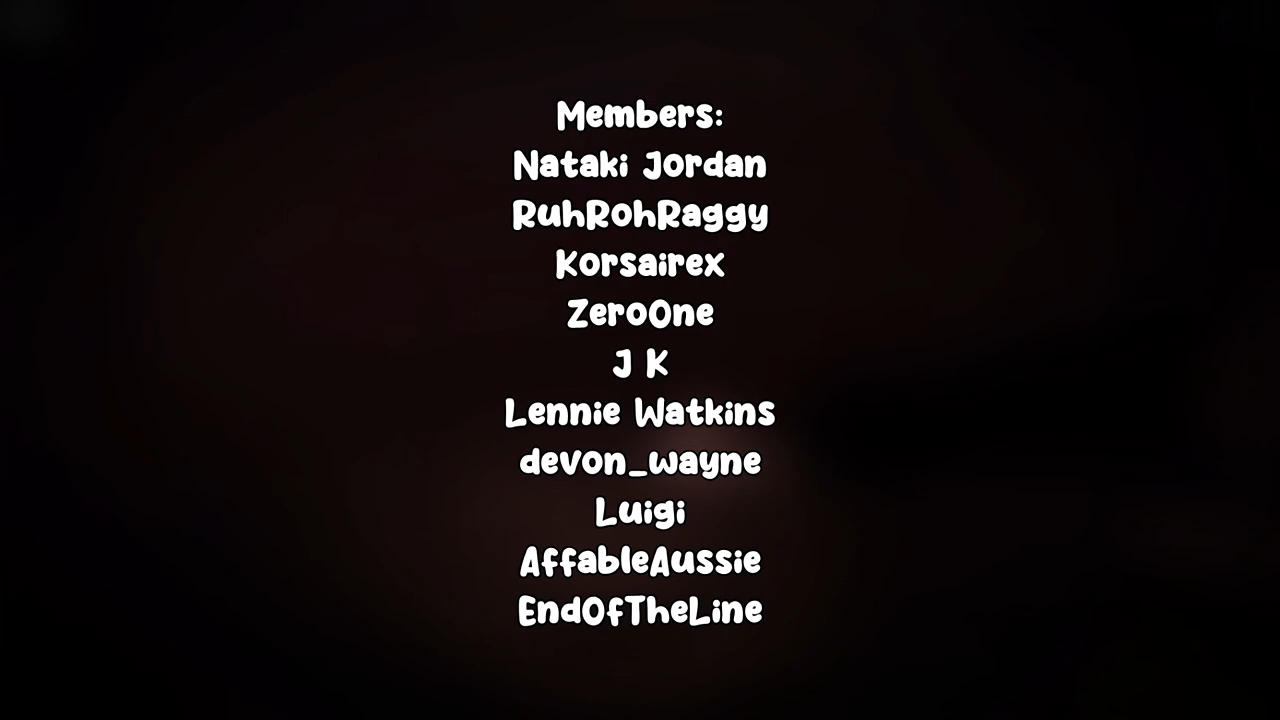 Members:
Nataki Jordan
RuhRohRaggy
Korsairex
ZeroOne
J K
Lennie Watkins
devon_wayne
Luigi
AffableAussie
EndOfTheLine